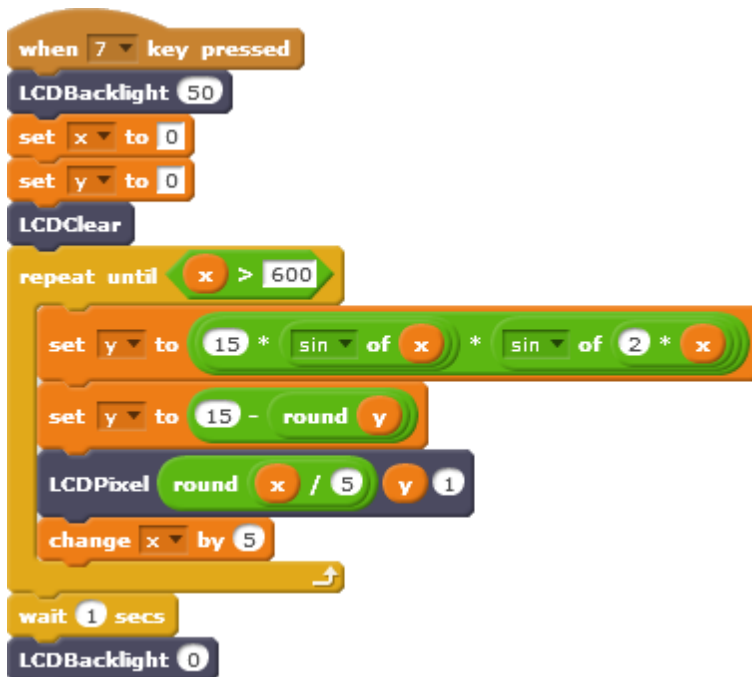 when 7 key pressed
LCDBacklight 50
set x to 0
set y to 0
LCDClear
repeat until x > 600
set y to 15 * sin of x * sin of 2 * x
set y to 15 - round y
LCDPixel round x / 5 y 1
change x by 5
wait 1 secs
LCDBacklight 0